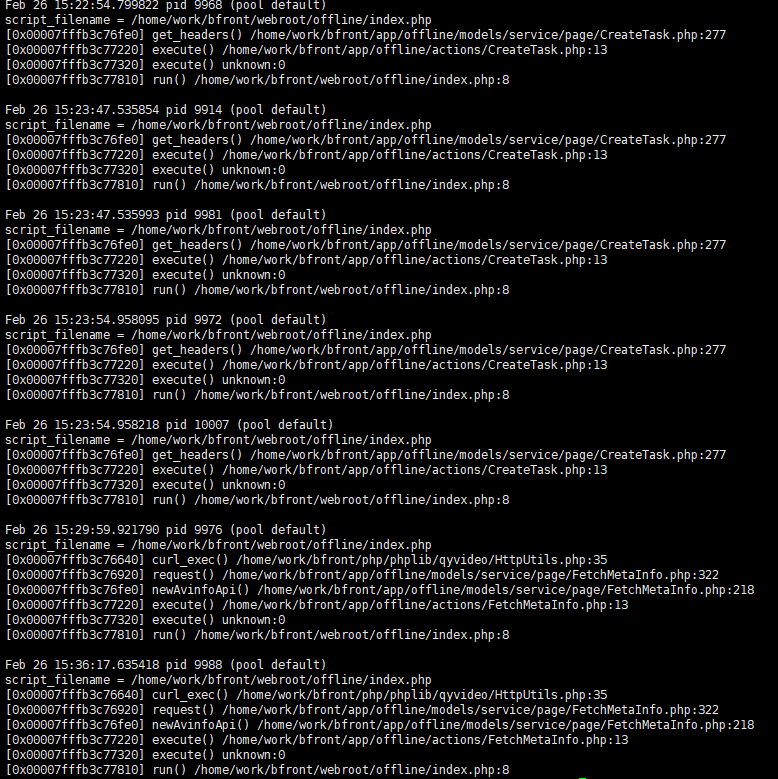 Feb 26 15:22:54.799822 pid 9968 (pool default)
script_filename = /home/work/bfront/webroot/offline/index.php
[0x00007fffb3c76fe0] get_headers() /home/work/bfront/app/offline/models/service/page/CreateTask.php:277
[0x00007fffb3c77220] execute() /home/work/bfront/app/offline/actions/CreateTask.php:13
[0x00007fffb3c77320] execute() unknown:0
[0x00007fffb3c77810] run() /home/work/bfront/webroot/offline/index.php:8
Feb 26 15:23:47.535854 pid 9914 (pool default)
script_filename = /home/work/bfront/webroot/offline/index.php
[0x00007fffb3c76fe0] get_headers() /home/work/bfront/app/offline/models/service/page/CreateTask.php:277
[0x00007fffb3c77220] execute() /home/work/bfront/app/offline/actions/CreateTask.php:13
[0x00007fffb3c77320] execute() unknown:0
[0x00007fffb3c77810] run() /home/work/bfront/webroot/offline/index.php:8
Feb 26 15:23:47.535993 pid 9981 (pool default)
script_filename = /home/work/bfront/webroot/offline/index.php
[0x00007fffb3c76fe0] get_headers() /home/work/bfront/app/offline/models/service/page/CreateTask.php:277
[0x00007fffb3c77220] execute() /home/work/bfront/app/offline/actions/CreateTask.php:13
[0x00007fffb3c77320] execute() unknown:0
[0x00007fffb3c77810] run() /home/work/bfront/webroot/offline/index.php:8
Feb 26 15:23:54.958095 pid 9972 (pool default)
script_filename = /home/work/bfront/webroot/offline/index.php
[0x00007fffb3c76fe0] get_headers() /home/work/bfront/app/offline/models/service/page/CreateTask.php:277
[0x00007fffb3c77220] execute() /home/work/bfront/app/offline/actions/CreateTask.php:13
[0x00007fffb3c77320] execute() unknown:0
[0x00007fffb3c77810] run() /home/work/bfront/webroot/offline/index.php:8
Feb 26 15:23:54.958218 pid 10007 (pool default)
script_filename = /home/work/bfront/webroot/offline/index.php
[0x00007fffb3c76fe0] get_headers() /home/work/bfront/app/offline/models/service/page/CreateTask.php:277
[0x00007fffb3c77220] execute() /home/work/bfront/app/offline/actions/CreateTask.php:13
[0x00007fffb3c77320] execute() unknown:0
[0x00007fffb3c77810] run() /home/work/bfront/webroot/offline/index.php:8
Feb 26 15:29:59.921790 pid 9976 (pool default)
script_filename = /home/work/bfront/webroot/offline/index.php
[0x00007fffb3c76640] curl_exec() /home/work/bfront/php/phplib/qyvideo/HttpUtils.php:35
[0x00007fffb3c76920] request() /home/work/bfront/app/offline/models/service/page/FetchMetaInfo.php:322
[0x00007fffb3c76fe0] newAvinfoApi() /home/work/bfront/app/offline/models/service/page/FetchMetaInfo.php:218
[0x00007fffb3c77220] execute() /home/work/bfront/app/offline/actions/FetchMetaInfo.php:13
[0x00007fffb3c77320] execute() unknown:0
[0x00007fffb3c77810] run() /home/work/bfront/webroot/offline/index.php:8
Feb 26 15:36:17.635418 pid 9988 (pool default)
script_filename = /home/work/bfront/webroot/offline/index.php
[0x00007fffb3c76640] curl_exec() /home/work/bfront/php/phplib/qyvideo/HttpUtils.php:35
[0x00007fffb3c76920] request() /home/work/bfront/app/offline/models/service/page/FetchMetaInfo.php:322
[0x00007fffb3c76fe0] newAvinfoApi() /home/work/bfront/app/offline/models/service/page/FetchMetaInfo.php:218
[0x00007fffb3c77220] execute() /home/work/bfront/app/offline/actions/FetchMetaInfo.php:13
[0x00007fffb3c77320] execute() unknown:0
[0x00007fffb3c77810] run() /home/work/bfront/webroot/offline/index.php:8